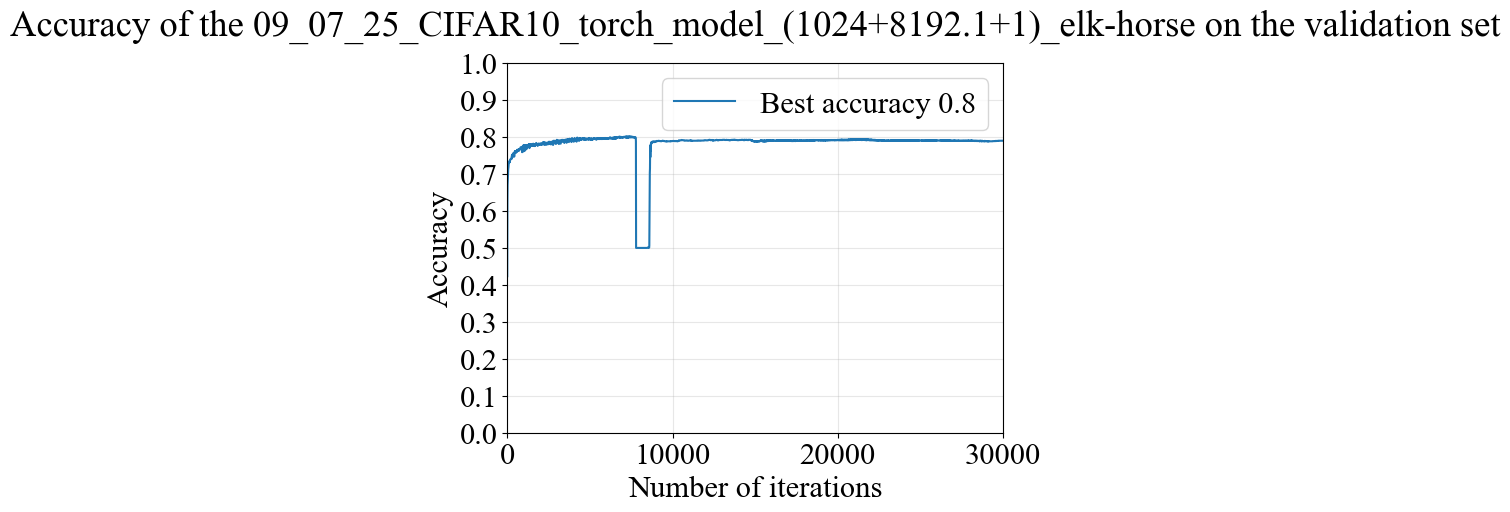 Accuracy of the 09_07_25_CIFAR10_torch_model_(1024+8192.1+1)_elk-horse on the validation set
1.0
0.9
0.8
0.7
0.6
0.5
0.4
0.3
0.2
0.1
0.0
Accuracy
Best accuracy 0.8
0 10000 20000 30000
Number of iterations